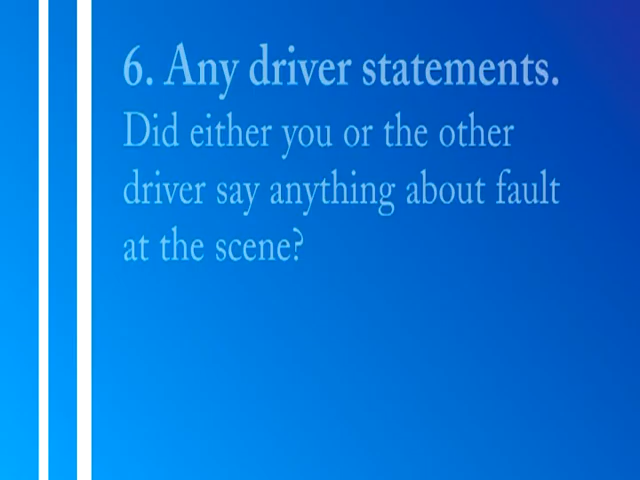 6. Any driver statements.
Did either you or the other
driver say anything about fault
at the scene?